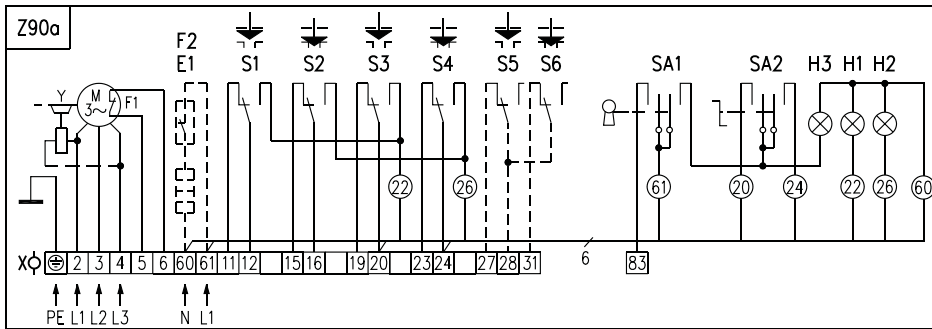 Z90a
F2
E1 S1 S2 S3 S4 S5 S6 SA1 SA2 H3 H1 H2
Y M 3~ F1
22 26 61 20 24 22 26 60
X 2 3 4 5 6 60 61 11 12 15 16 19 20 23 24 27 28 31 6 83
PE L1 L2 L3 N L1